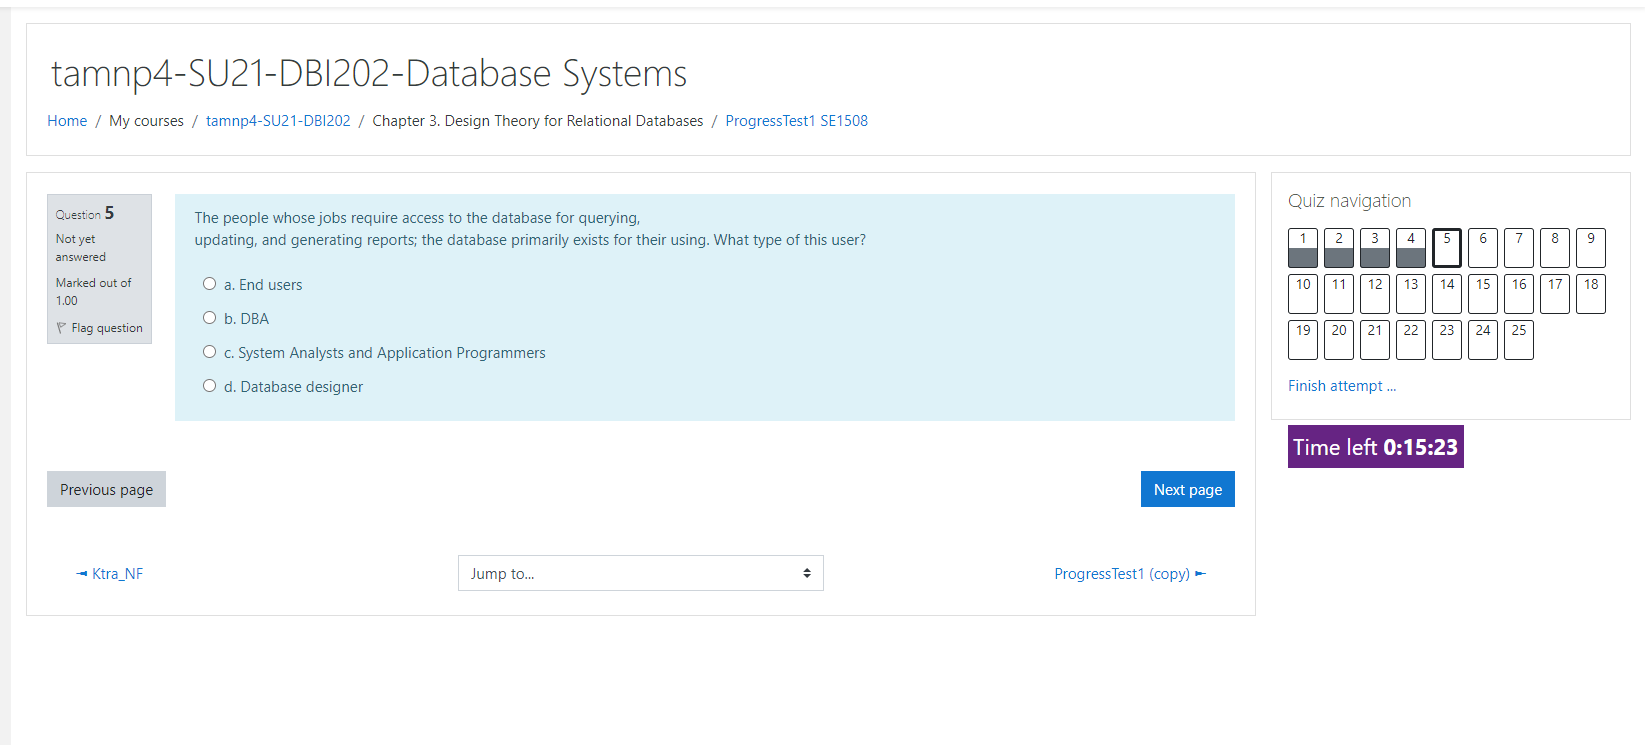 tamnp4-SU21-DBI202-Database Systems
Home / My courses / tamnp4-SU21-DBI202 / Chapter 3. Design Theory for Relational Databases / ProgressTest1 SE1508
Question 5
Not yet
answered
Marked out of
1.00
Flag question
The people whose jobs require access to the database for querying,
updating, and generating reports; the database primarily exists for their using. What type of this user?
a. End users
b. DBA
c. System Analysts and Application Programmers
d. Database designer
Previous page
Next page
◄ Ktra_NF
Jump to...
ProgressTest1 (copy) ►
Quiz navigation
1 2 3 4 5 6 7 8 9
10 11 12 13 14 15 16 17 18
19 20 21 22 23 24 25
Finish attempt ...
Time left 0:15:23